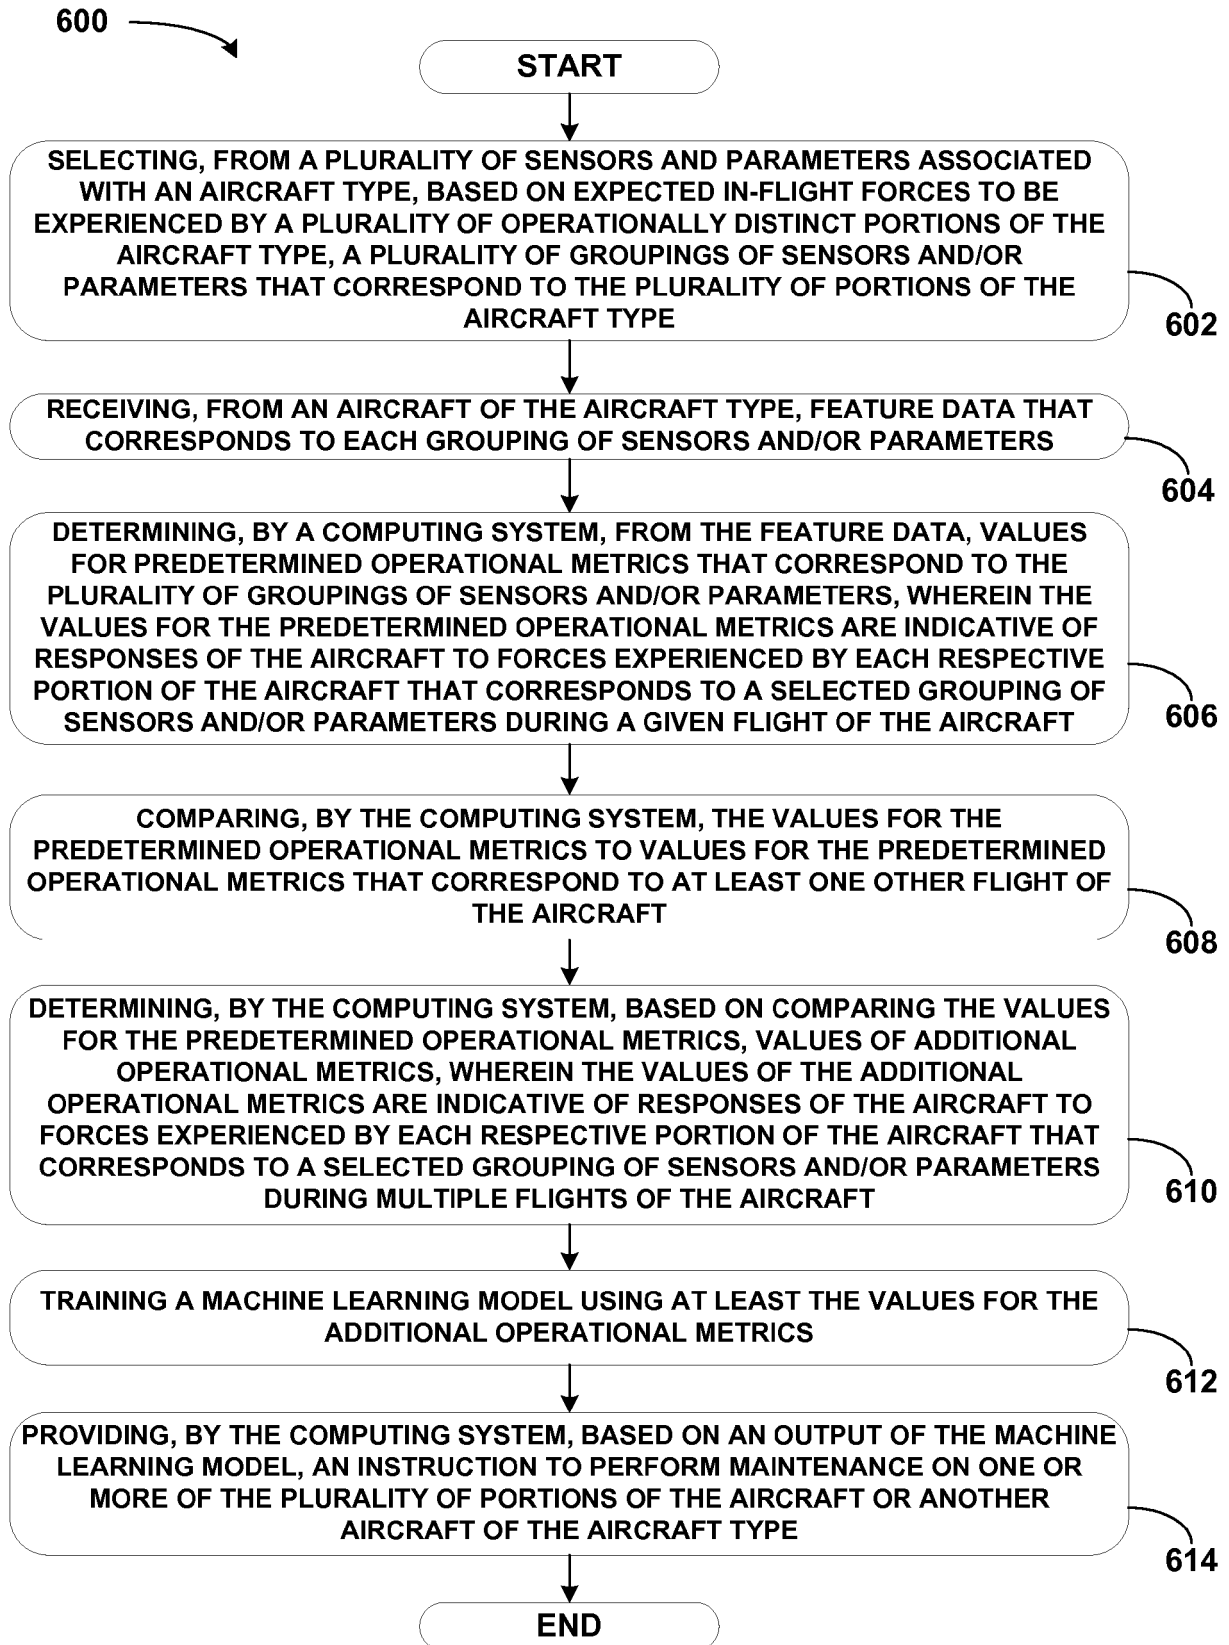 600
START
SELECTING, FROM A PLURALITY OF SENSORS AND PARAMETERS ASSOCIATED
WITH AN AIRCRAFT TYPE, BASED ON EXPECTED IN-FLIGHT FORCES TO BE
EXPERIENCED BY A PLURALITY OF OPERATIONALLY DISTINCT PORTIONS OF THE
AIRCRAFT TYPE, A PLURALITY OF GROUPINGS OF SENSORS AND/OR
PARAMETERS THAT CORRESPOND TO THE PLURALITY OF PORTIONS OF THE
AIRCRAFT TYPE
602
RECEIVING, FROM AN AIRCRAFT OF THE AIRCRAFT TYPE, FEATURE DATA THAT
CORRESPONDS TO EACH GROUPING OF SENSORS AND/OR PARAMETERS
604
DETERMINING, BY A COMPUTING SYSTEM, FROM THE FEATURE DATA, VALUES
FOR PREDETERMINED OPERATIONAL METRICS THAT CORRESPOND TO THE
PLURALITY OF GROUPINGS OF SENSORS AND/OR PARAMETERS, WHEREIN THE
VALUES FOR THE PREDETERMINED OPERATIONAL METRICS ARE INDICATIVE OF
RESPONSES OF THE AIRCRAFT TO FORCES EXPERIENCED BY EACH RESPECTIVE
PORTION OF THE AIRCRAFT THAT CORRESPONDS TO A SELECTED GROUPING OF
SENSORS AND/OR PARAMETERS DURING A GIVEN FLIGHT OF THE AIRCRAFT
606
COMPARING, BY THE COMPUTING SYSTEM, THE VALUES FOR THE
PREDETERMINED OPERATIONAL METRICS TO VALUES FOR THE PREDETERMINED
OPERATIONAL METRICS THAT CORRESPOND TO AT LEAST ONE OTHER FLIGHT OF
THE AIRCRAFT
608
DETERMINING, BY THE COMPUTING SYSTEM, BASED ON COMPARING THE VALUES
FOR THE PREDETERMINED OPERATIONAL METRICS, VALUES OF ADDITIONAL
OPERATIONAL METRICS, WHEREIN THE VALUES OF THE ADDITIONAL
OPERATIONAL METRICS ARE INDICATIVE OF RESPONSES OF THE AIRCRAFT TO
FORCES EXPERIENCED BY EACH RESPECTIVE PORTION OF THE AIRCRAFT THAT
CORRESPONDS TO A SELECTED GROUPING OF SENSORS AND/OR PARAMETERS
DURING MULTIPLE FLIGHTS OF THE AIRCRAFT
610
TRAINING A MACHINE LEARNING MODEL USING AT LEAST THE VALUES FOR THE
ADDITIONAL OPERATIONAL METRICS
612
PROVIDING, BY THE COMPUTING SYSTEM, BASED ON AN OUTPUT OF THE MACHINE
LEARNING MODEL, AN INSTRUCTION TO PERFORM MAINTENANCE ON ONE OR
MORE OF THE PLURALITY OF PORTIONS OF THE AIRCRAFT OR ANOTHER
AIRCRAFT OF THE AIRCRAFT TYPE
614
END